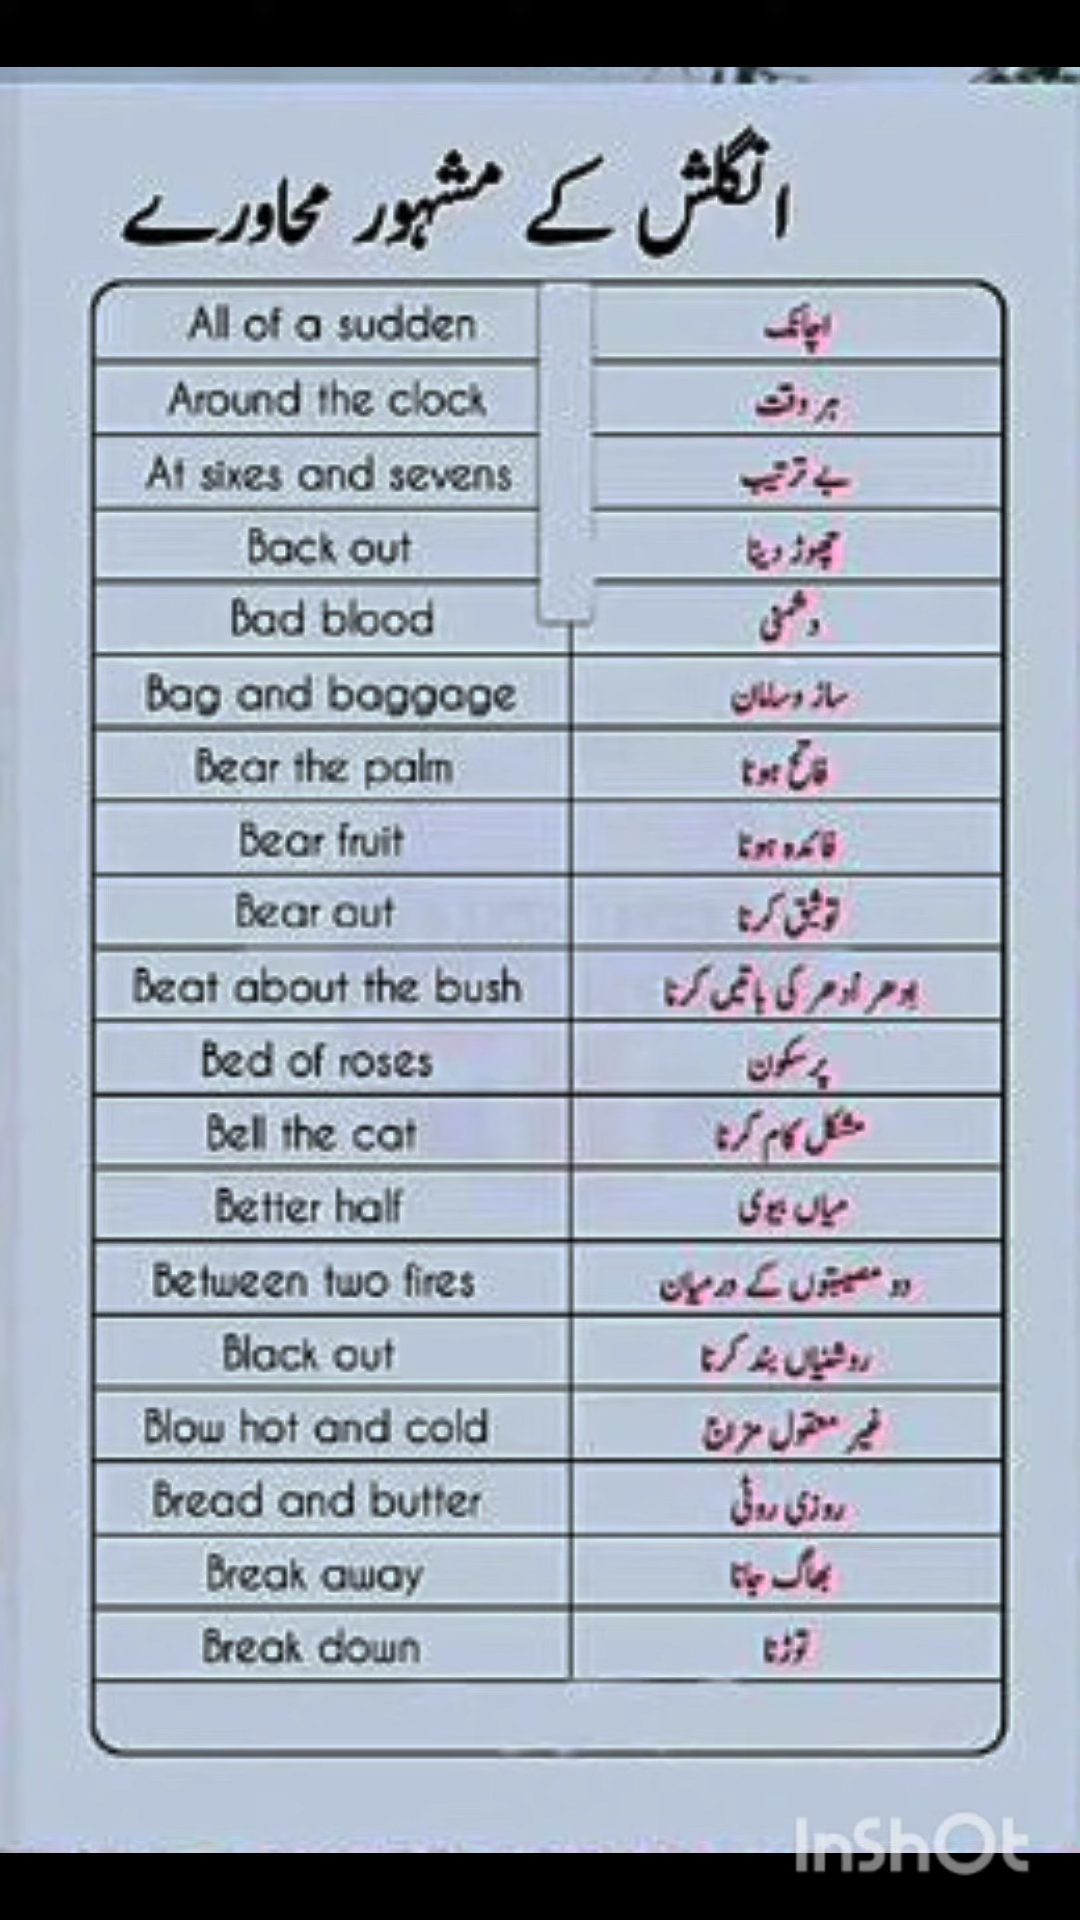 انگلش کے مشہور محاورے
All of a sudden اچانک
Around the clock ہر وقت
At sixes and sevens بے ترتیب
Back out چھوڑ دینا
Bad blood دشمنی
Bag and baggage ساز و سامان
Bear the palm فاتح ہونا
Bear fruit فائدہ ہونا
Bear out توثیق کرنا
Beat about the bush اِدھر اُدھر کی باتیں کرنا
Bed of roses پر سکون
Bell the cat مشکل کام کرنا
Better half میاں بیوی
Between two fires دو مصیبتوں کے درمیان
Black out روشنیاں بند کرنا
Blow hot and cold غیر معقول مزاج
Bread and butter روزی روٹی
Break away بھاگ جانا
Break down توڑنا
InShOt